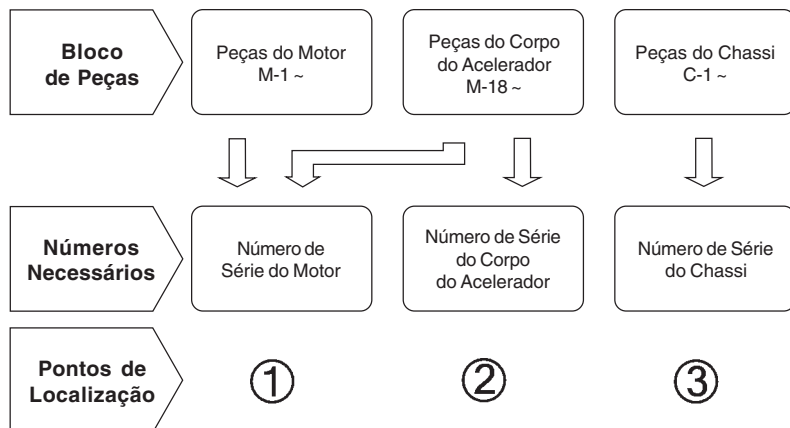 Bloco
de Peças
Peças do Motor
M-1 ~
Peças do Corpo
do Acelerador
M-18 ~
Peças do Chassi
C-1 ~
Números
Necessários
Número de
Série do Motor
Número de Série
do Corpo
do Acelerador
Número de Série
do Chassi
Pontos de
Localização
①
②
③